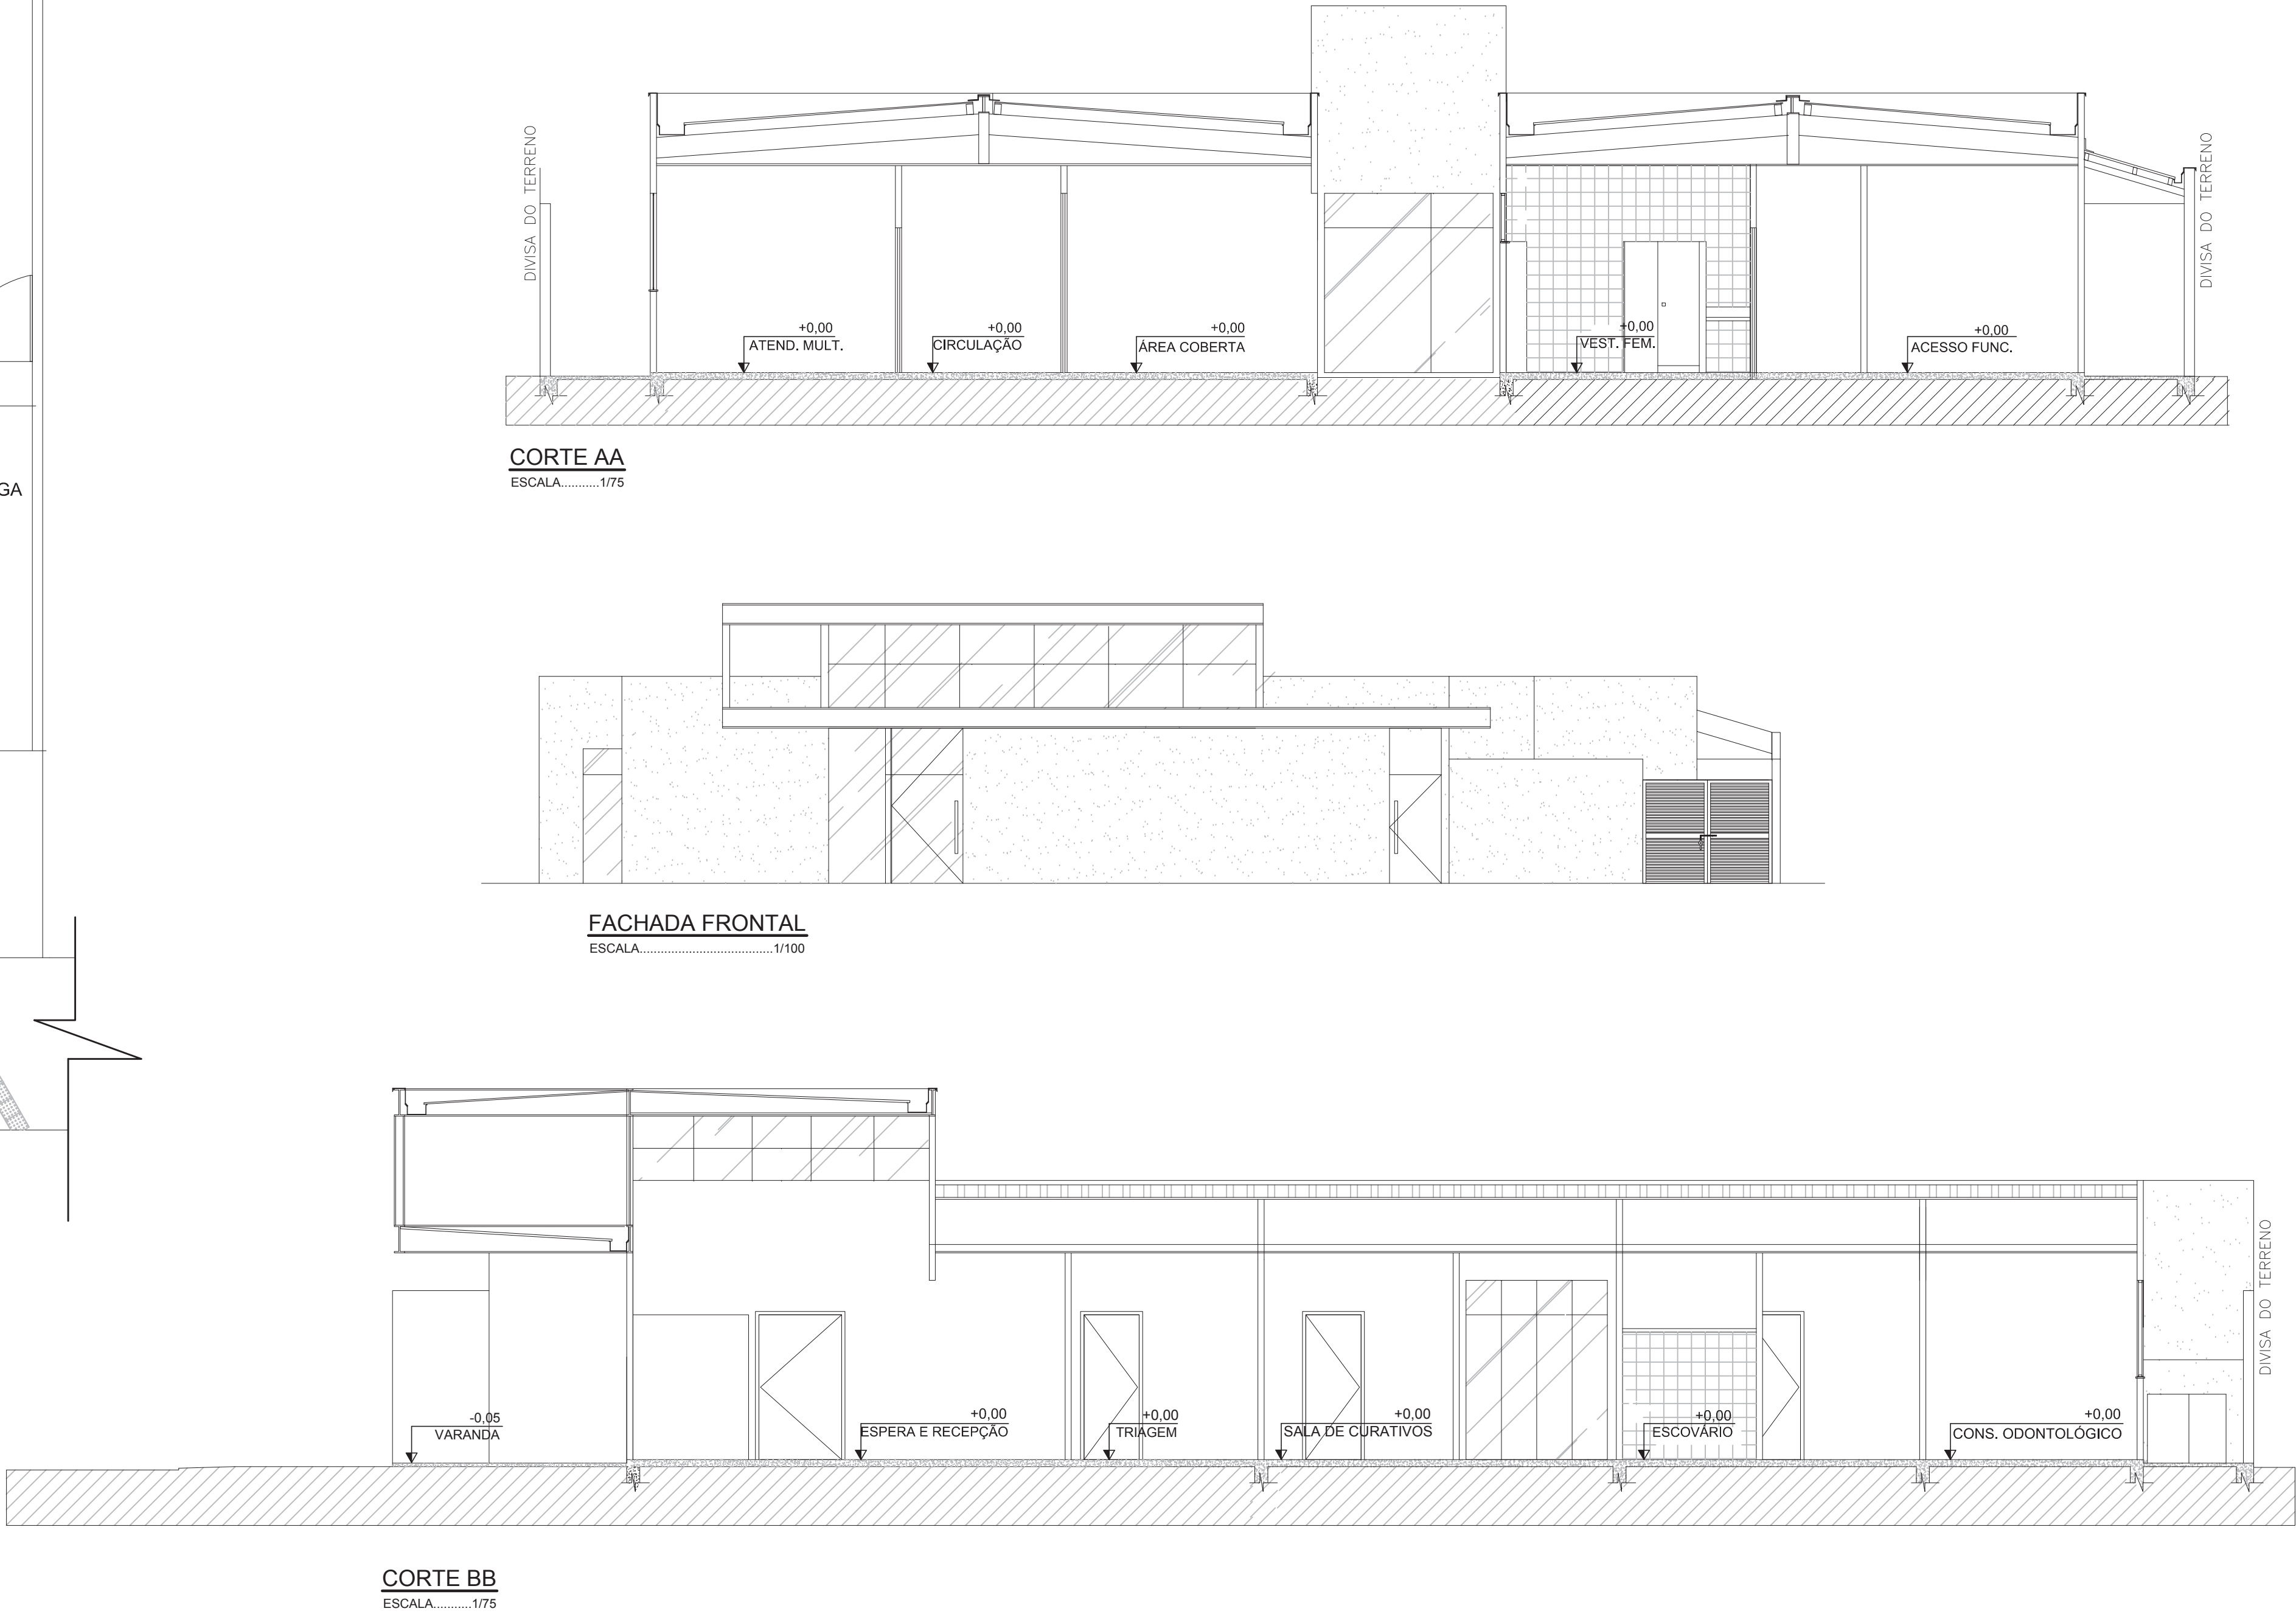 DIVISA DO TERRENO
DIVISA DO TERRENO
+0,00
ATEND. MULT.
+0,00
CIRCULAÇÃO
+0,00
ÁREA COBERTA
+0,00
VEST. FEM.
+0,00
ACESSO FUNC.
CORTE AA
ESCALA...........1/75
GA
FACHADA FRONTAL
ESCALA......................................1/100
DIVISA DO TERRENO
-0,05
VARANDA
+0,00
ESPERA E RECEPÇÃO
+0,00
TRIAGEM
+0,00
SALA DE CURATIVOS
+0,00
ESCOVÁRIO
+0,00
CONS. ODONTOLÓGICO
CORTE BB
ESCALA...........1/75